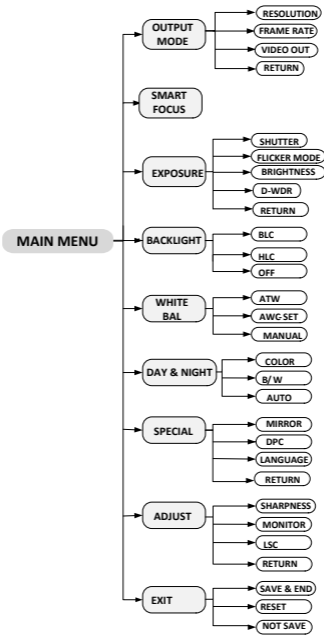 OUTPUT
MODE
RESOLUTION
FRAME RATE
VIDEO OUT
RETURN
SMART
FOCUS
EXPOSURE
SHUTTER
FLICKER MODE
BRIGHTNESS
D-WDR
RETURN
MAIN MENU
BACKLIGHT
BLC
HLC
OFF
WHITE
BAL
ATW
AWG SET
MANUAL
DAY & NIGHT
COLOR
B/ W
AUTO
SPECIAL
MIRROR
DPC
LANGUAGE
RETURN
ADJUST
SHARPNESS
MONITOR
LSC
RETURN
EXIT
SAVE & END
RESET
NOT SAVE